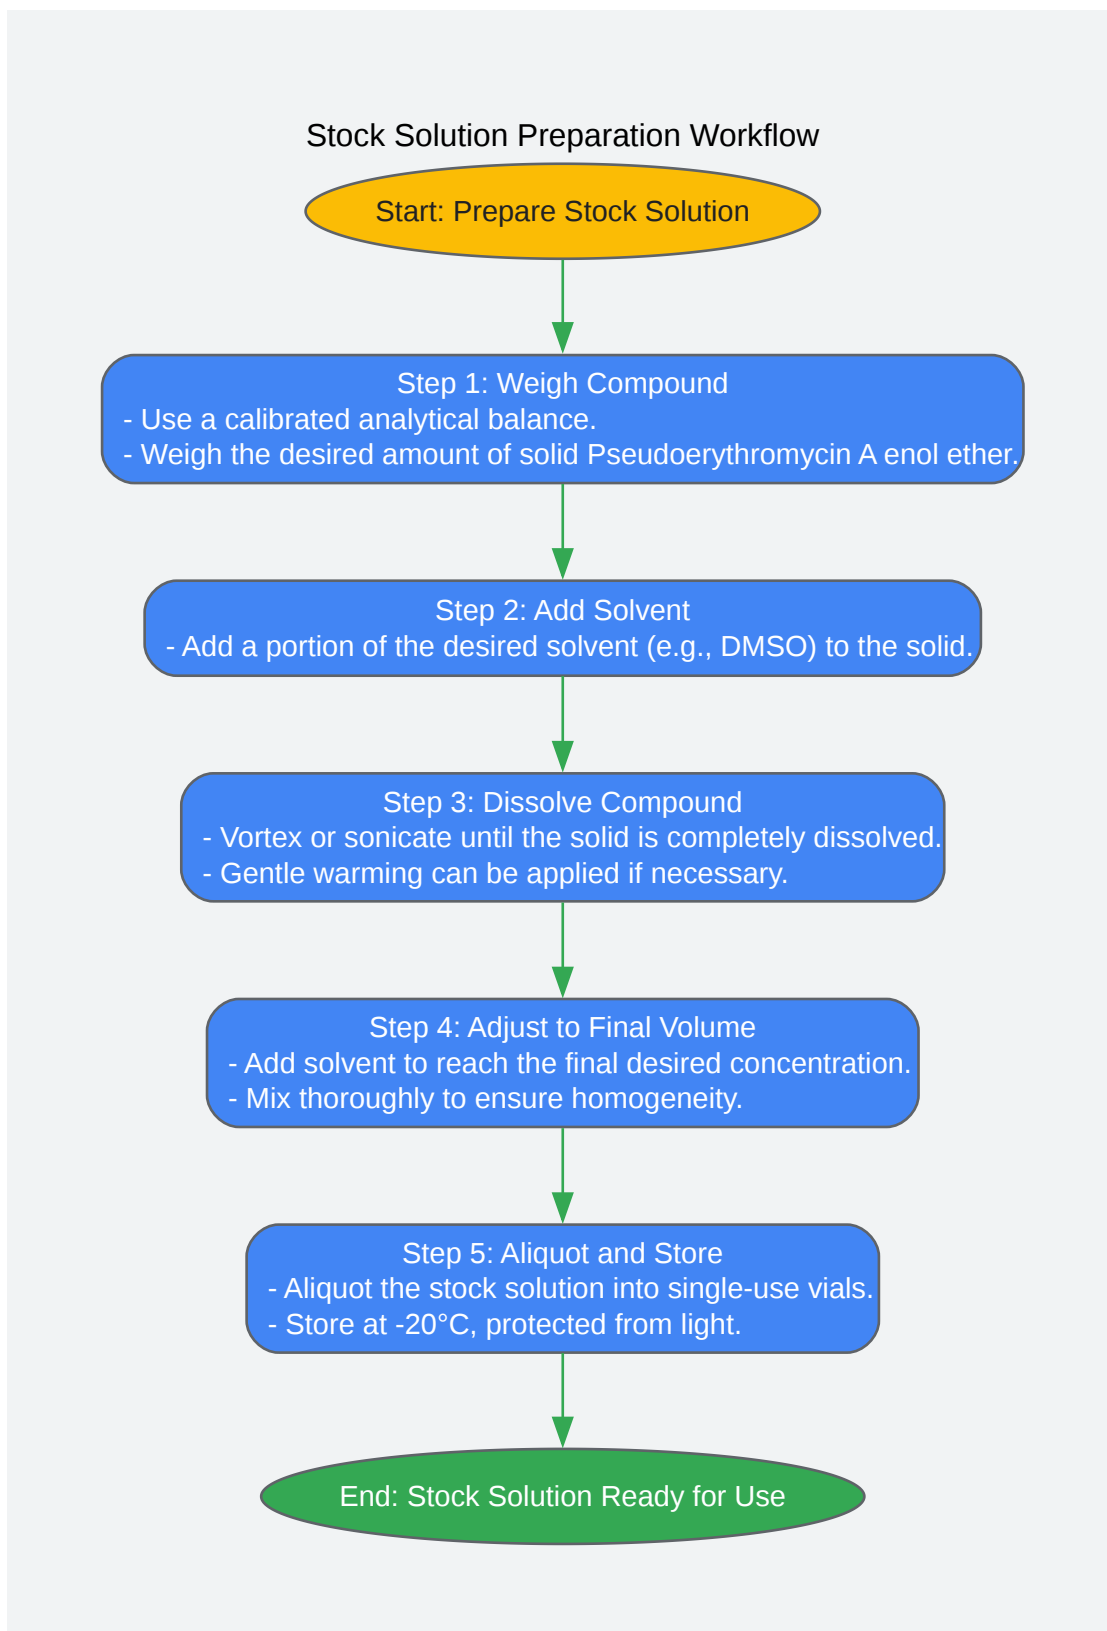 Stock Solution Preparation Workflow
Start: Prepare Stock Solution
Step 1: Weigh Compound
- Use a calibrated analytical balance.
- Weigh the desired amount of solid Pseudoerythromycin A enol ether.
Step 2: Add Solvent
- Add a portion of the desired solvent (e.g., DMSO) to the solid.
Step 3: Dissolve Compound
- Vortex or sonicate until the solid is completely dissolved.
- Gentle warming can be applied if necessary.
Step 4: Adjust to Final Volume
- Add solvent to reach the final desired concentration.
- Mix thoroughly to ensure homogeneity.
Step 5: Aliquot and Store
- Aliquot the stock solution into single-use vials.
- Store at -20°C, protected from light.
End: Stock Solution Ready for Use